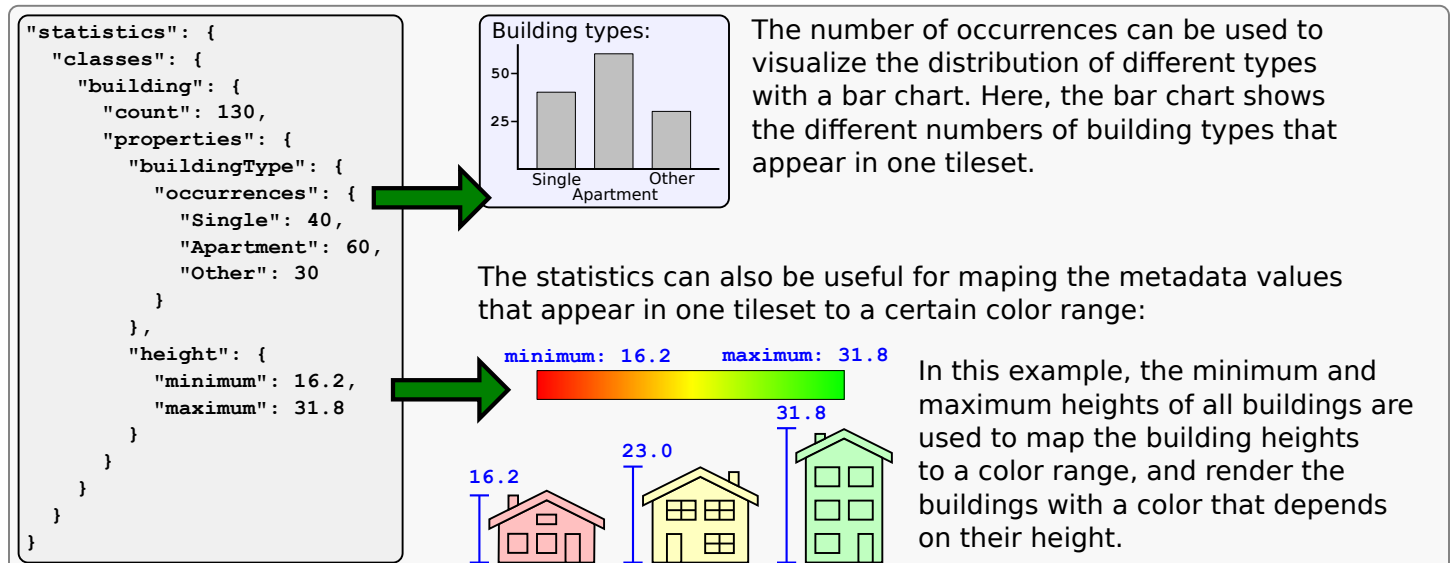 "statistics": {
"classes": {
"building": {
"count": 130,
"properties": {
"buildingType": {
"occurrences": {
"Single": 40,
"Apartment": 60,
"Other": 30
}
},
"height": {
"minimum": 16.2,
"maximum": 31.8
}
}
}
}
}
Building types:
50
25
Single
Other
Apartment
The number of occurrences can be used to
visualize the distribution of different types
with a bar chart. Here, the bar chart shows
the different numbers of building types that
appear in one tileset.
The statistics can also be useful for maping the metadata values
that appear in one tileset to a certain color range:
minimum: 16.2 maximum: 31.8
31.8
23.0
16.2
In this example, the minimum and
maximum heights of all buildings are
used to map the building heights
to a color range, and render the
buildings with a color that depends
on their height.